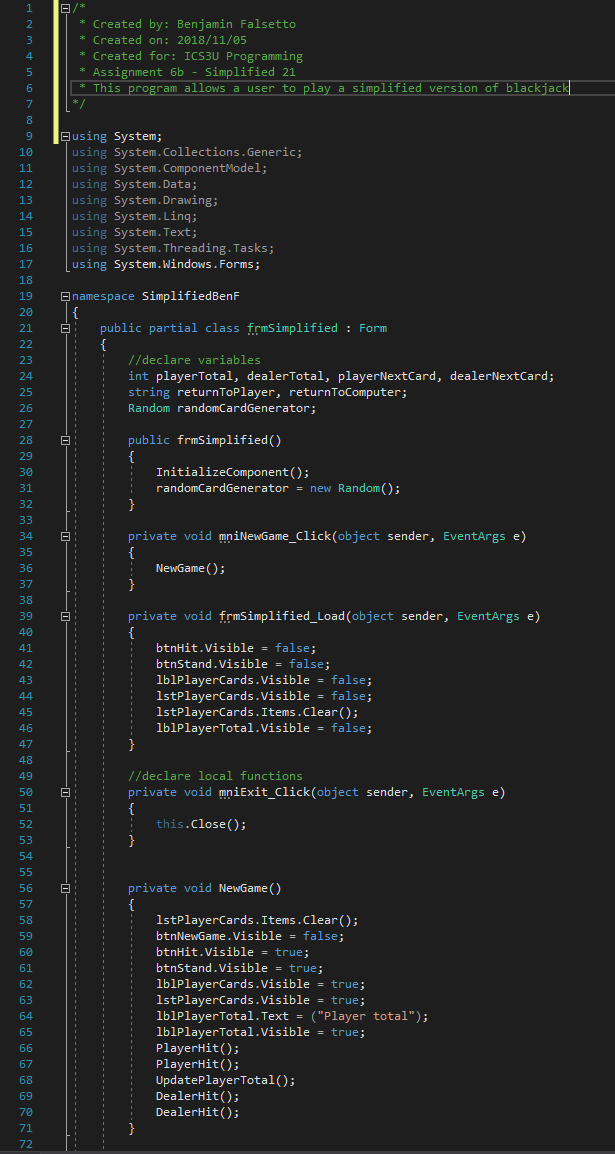 1 /*
2 * Created by: Benjamin Falsetto
3 * Created on: 2018/11/05
4 * Created for: ICS3U Programming
5 * Assignment 6b - Simplified 21
6 * This program allows a user to play a simplified version of blackjack
7 */
8
9 using System;
10 using System.Collections.Generic;
11 using System.ComponentModel;
12 using System.Data;
13 using System.Drawing;
14 using System.Linq;
15 using System.Text;
16 using System.Threading.Tasks;
17 using System.Windows.Forms;
18
19 namespace SimplifiedBenF
20 {
21 public partial class frmSimplified : Form
22 {
23 //declare variables
24 int playerTotal, dealerTotal, playerNextCard, dealerNextCard;
25 string returnToPlayer, returnToComputer;
26 Random randomCardGenerator;
27
28 public frmSimplified()
29 {
30 InitializeComponent();
31 randomCardGenerator = new Random();
32 }
33
34 private void mniNewGame_Click(object sender, EventArgs e)
35 {
36 NewGame();
37 }
38
39 private void frmSimplified_Load(object sender, EventArgs e)
40 {
41 btnHit.Visible = false;
42 btnStand.Visible = false;
43 lblPlayerCards.Visible = false;
44 lstPlayerCards.Visible = false;
45 lstPlayerCards.Items.Clear();
46 lblPlayerTotal.Visible = false;
47 }
48
49 //declare local functions
50 private void mniExit_Click(object sender, EventArgs e)
51 {
52 this.Close();
53 }
54
55
56 private void NewGame()
57 {
58 lstPlayerCards.Items.Clear();
59 btnNewGame.Visible = false;
60 btnHit.Visible = true;
61 btnStand.Visible = true;
62 lblPlayerCards.Visible = true;
63 lstPlayerCards.Visible = true;
64 lblPlayerTotal.Text = ("Player total");
65 lblPlayerTotal.Visible = true;
66 PlayerHit();
67 PlayerHit();
68 UpdatePlayerTotal();
69 DealerHit();
70 DealerHit();
71 }
72